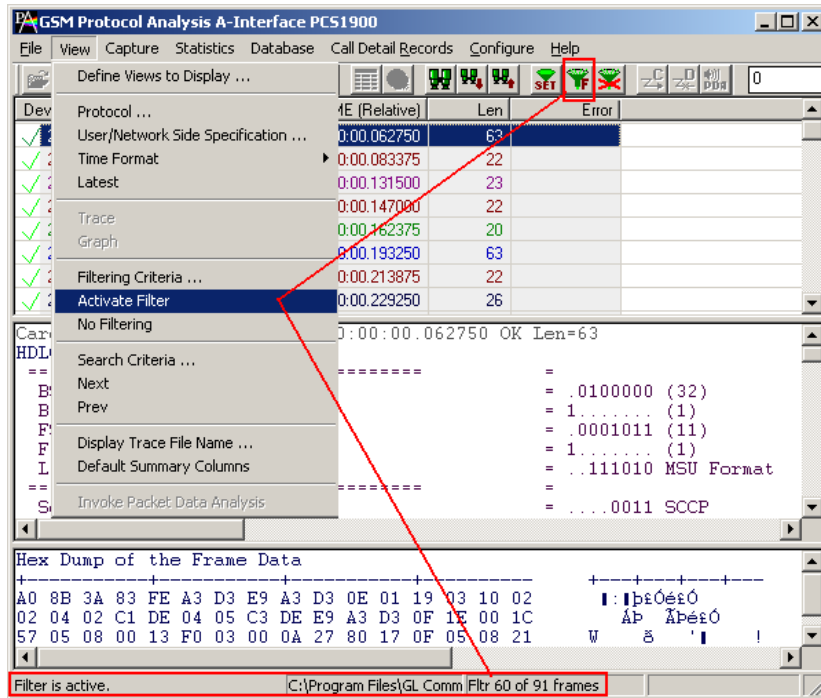 GSM Protocol Analysis A-Interface PCS1900
File View Capture Statistics Database Call Detail Records Configure Help
Define Views to Display ...
SET F PDA 0
Dev ME (Relative) Len Error
Protocol ...
User/Network Side Specification ... 0:00.062750 63
Time Format 0:00.083375 22
Latest 0:00.131500 23
0:00.147000 22
Trace
Graph 0:00.162375 20
0:00.193250 63
Filtering Criteria ... 0:00.213875 22
Activate Filter 0:00.229250 26
No Filtering
Car 0:00:00.062750 OK Len=63
HDL
Search Criteria ...
== ========= =
Next
B = .0100000 (32)
Prev
B = 1....... (1)
F = .0001011 (11)
Display Trace File Name ...
F = 1....... (1)
Default Summary Columns
L = ..111010 MSU Format
== ========= =
Invoke Packet Data Analysis
S = ....0011 SCCP
Hex Dump of the Frame Data
+------------+------------+------------+----------- +----+----+----+---
A0 8B 3A 83 FE A3 D3 E9 A3 D3 0E 01 19 03 10 02 :þ£Óé£Ó
02 04 02 C1 DE 04 05 C3 DE E9 A3 D3 0F 1E 00 1C ÁÞ ÃÞé£Ó
57 05 08 00 13 F0 03 00 0A 27 80 17 0F 05 08 21 W ð ' !
Filter is active. C:\Program Files\GL Comm Fltr 60 of 91 frames